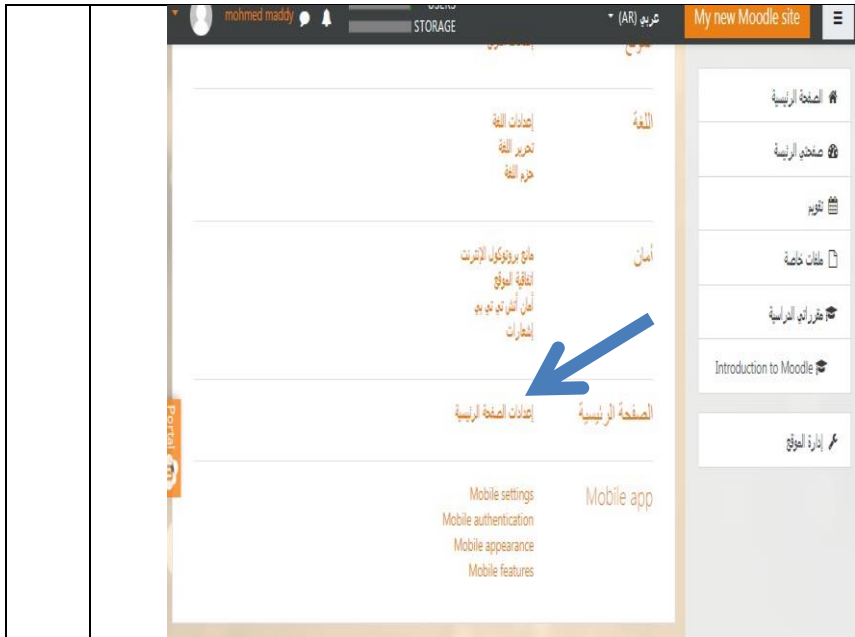 My new Moodle site
عربي (AR)
USERS
STORAGE
mohmed maddy
الصفحة الرئيسية
صفحتي الرئيسة
تقويم
ملفات خاصة
مقرراتي الدراسية
Introduction to Moodle
إدارة الموقع
اللغة
إعدادات اللغة
تحرير اللغة
حزم اللغة
أمان
مانع بروتوكول الإنترنت
اتفاقية الموقع
أمان أتش تي تي بي
إشعارات
الصفحة الرئيسية
إعدادات الصفحة الرئيسية
Mobile app
Mobile settings
Mobile authentication
Mobile appearance
Mobile features
Portal